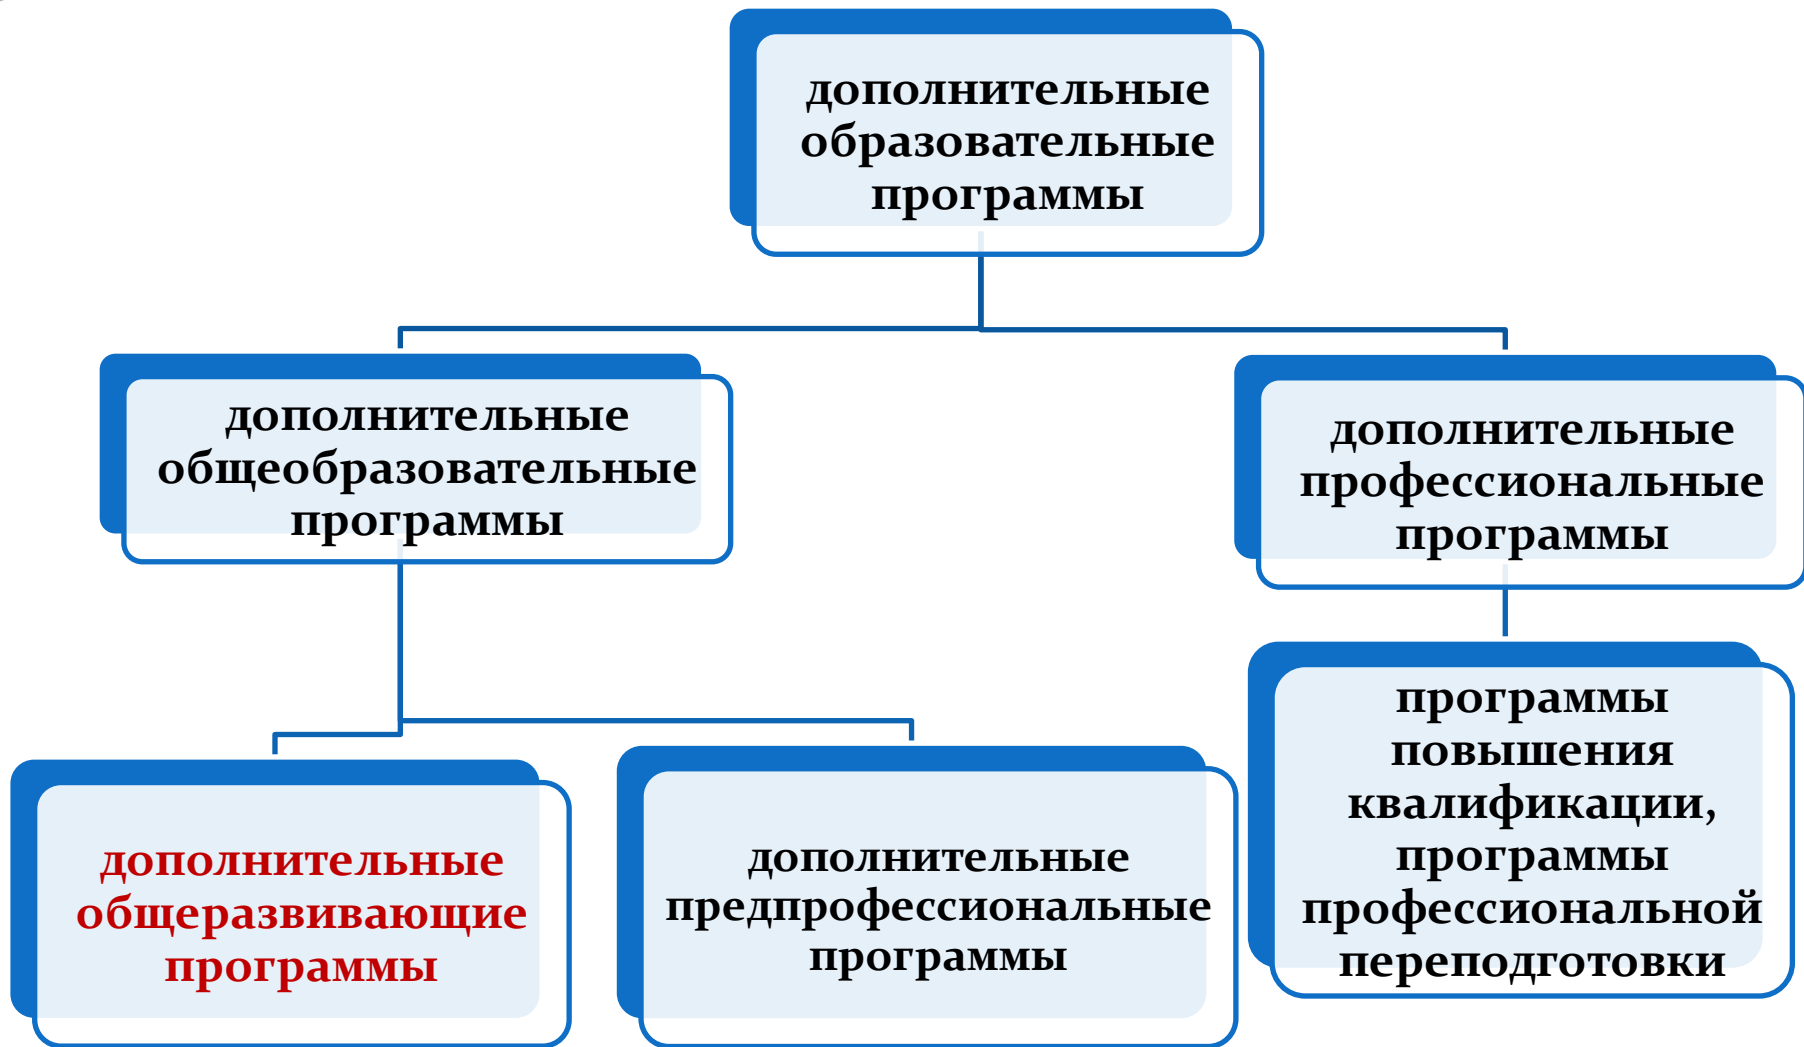 дополнительные
образовательные
программы
дополнительные
общеобразовательные
программы
дополнительные
профессиональные
программы
дополнительные
общеразвивающие
программы
дополнительные
предпрофессиональные
программы
программы
повышения
квалификации,
программы
профессиональной
переподготовки